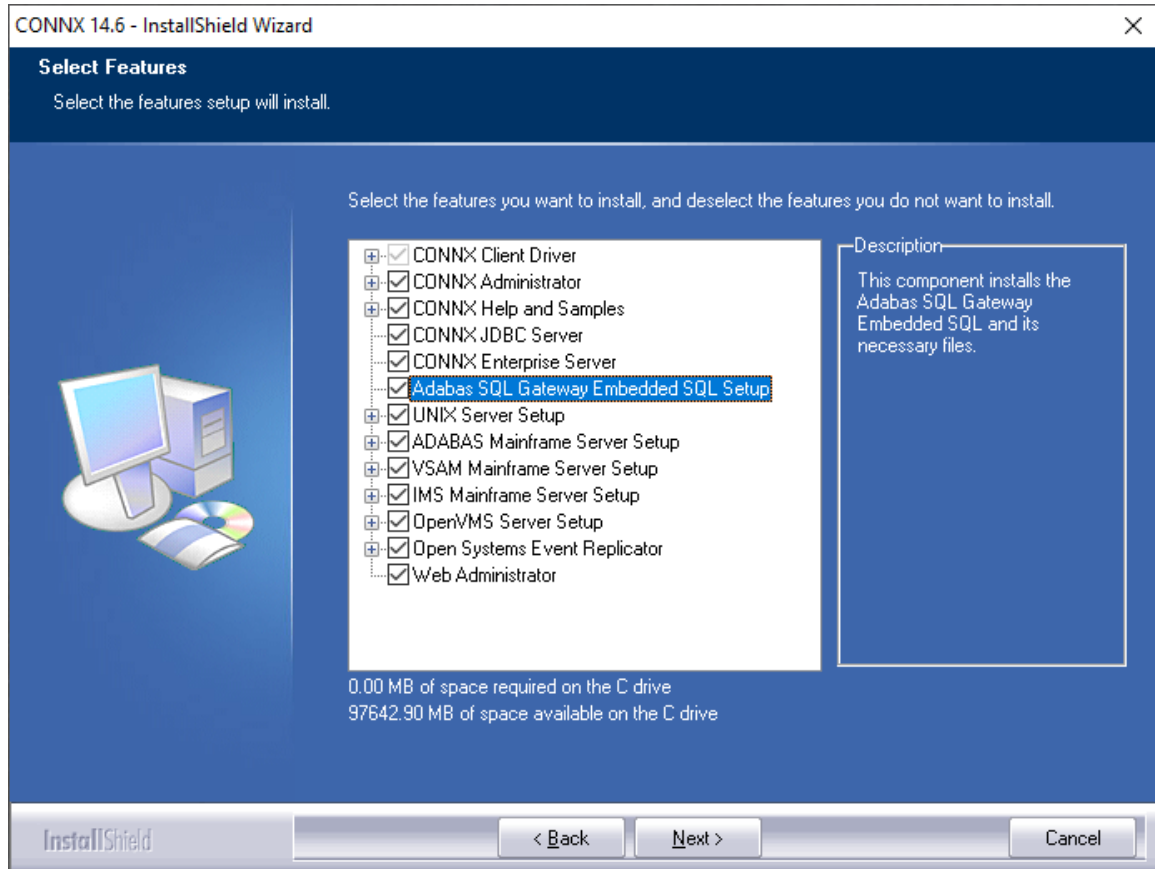 CONNX 14.6 - InstallShield Wizard
Select Features
Select the features setup will install.
Select the features you want to install, and deselect the features you do not want to install.
CONNX Client Driver
CONNX Administrator
CONNX Help and Samples
CONNX JDBC Server
CONNX Enterprise Server
Adabas SQL Gateway Embedded SQL Setup
UNIX Server Setup
ADABAS Mainframe Server Setup
VSAM Mainframe Server Setup
IMS Mainframe Server Setup
OpenVMS Server Setup
Open Systems Event Replicator
Web Administrator
Description
This component installs the
Adabas SQL Gateway
Embedded SQL and its
necessary files.
0.00 MB of space required on the C drive
97642.90 MB of space available on the C drive
InstallShield
< Back
Next >
Cancel